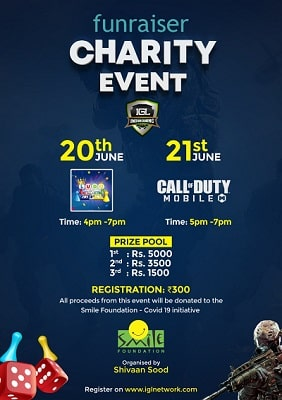 funraiser
CHARITY
EVENT
IGL
20th
JUNE
21st
JUNE
CALL OF DUTY
MOBILE
Time: 4pm -7pm
Time: 5pm -7pm
PRIZE POOL
1st : Rs. 5000
2nd : Rs. 3500
3rd : Rs. 1500
REGISTRATION: ₹300
All proceeds from this event will be donated to the
Smile Foundation - Covid 19 initiative
SMiLE
FOUNDATION
Organised by
Shivaan Sood
Register on www.iglnetwork.com